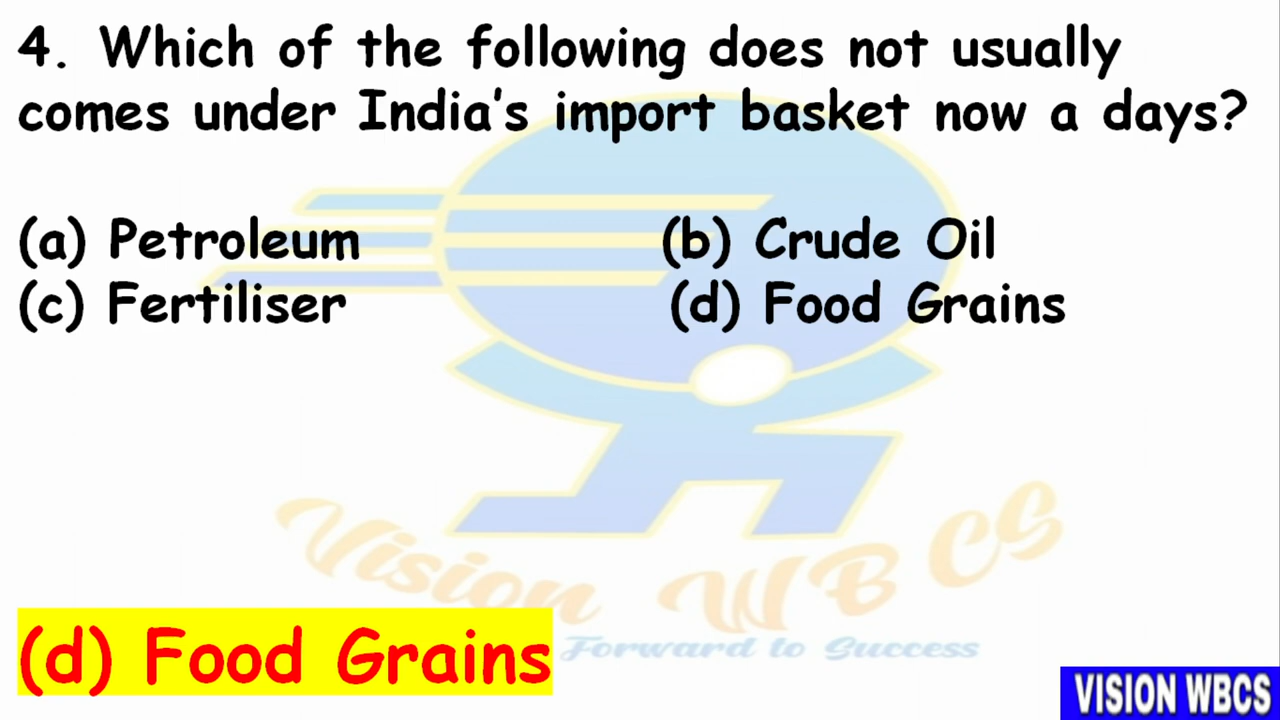 4. Which of the following does not usually
comes under India's import basket now a days?
(a) Petroleum (b) Crude Oil
(c) Fertiliser (d) Food Grains
Vision WBCS
Forward to Success
(d) Food Grains
VISION WBCS